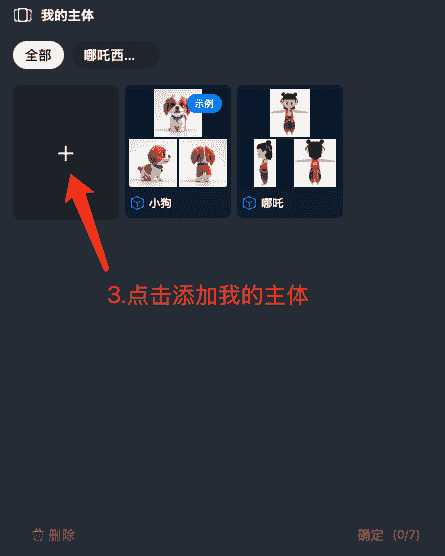 我的主体
全部
哪吒西...
示例
小狗
哪吒
3.点击添加我的主体
删除
确定 (0/7)